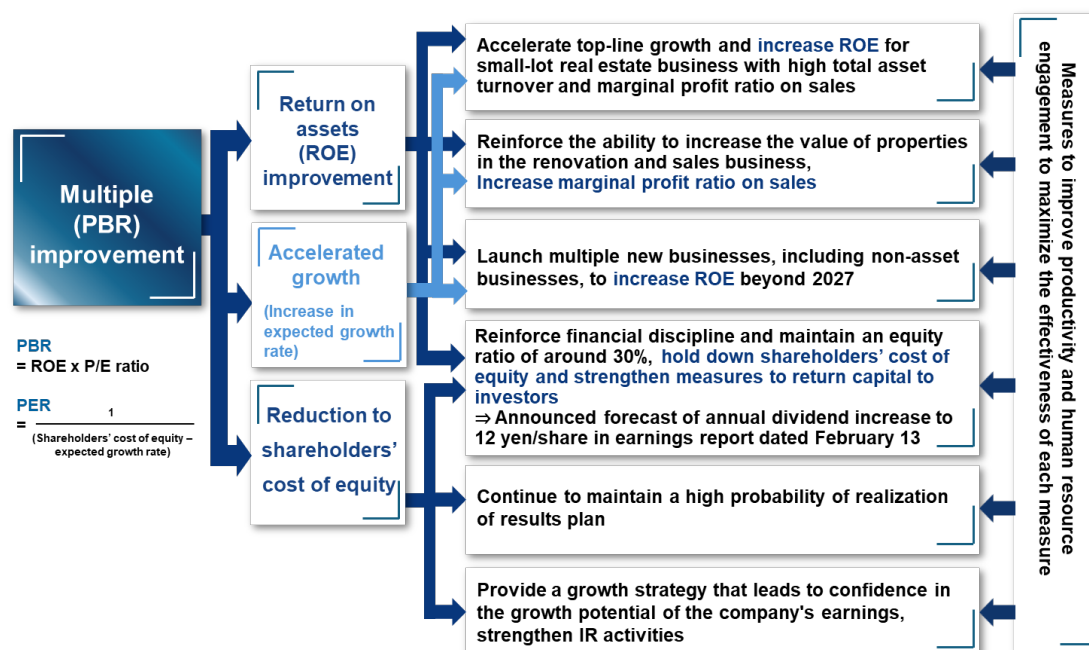 Multiple
(PBR)
improvement
PBR
= ROE x P/E ratio
PER
= 1
(Shareholders' cost of equity –
expected growth rate)
Return on
assets
(ROE)
improvement
Accelerated
growth
(Increase in
expected growth
rate)
Reduction to
shareholders'
cost of equity
Accelerate top-line growth and increase ROE for
small-lot real estate business with high total asset
turnover and marginal profit ratio on sales
Reinforce the ability to increase the value of properties
in the renovation and sales business,
Increase marginal profit ratio on sales
Launch multiple new businesses, including non-asset
businesses, to increase ROE beyond 2027
Reinforce financial discipline and maintain an equity
ratio of around 30%, hold down shareholders' cost of
equity and strengthen measures to return capital to
investors
⇒ Announced forecast of annual dividend increase to
12 yen/share in earnings report dated February 13
Continue to maintain a high probability of realization
of results plan
Provide a growth strategy that leads to confidence in
the growth potential of the company's earnings,
strengthen IR activities
Measures to improve productivity and human resource
engagement to maximize the effectiveness of each measure